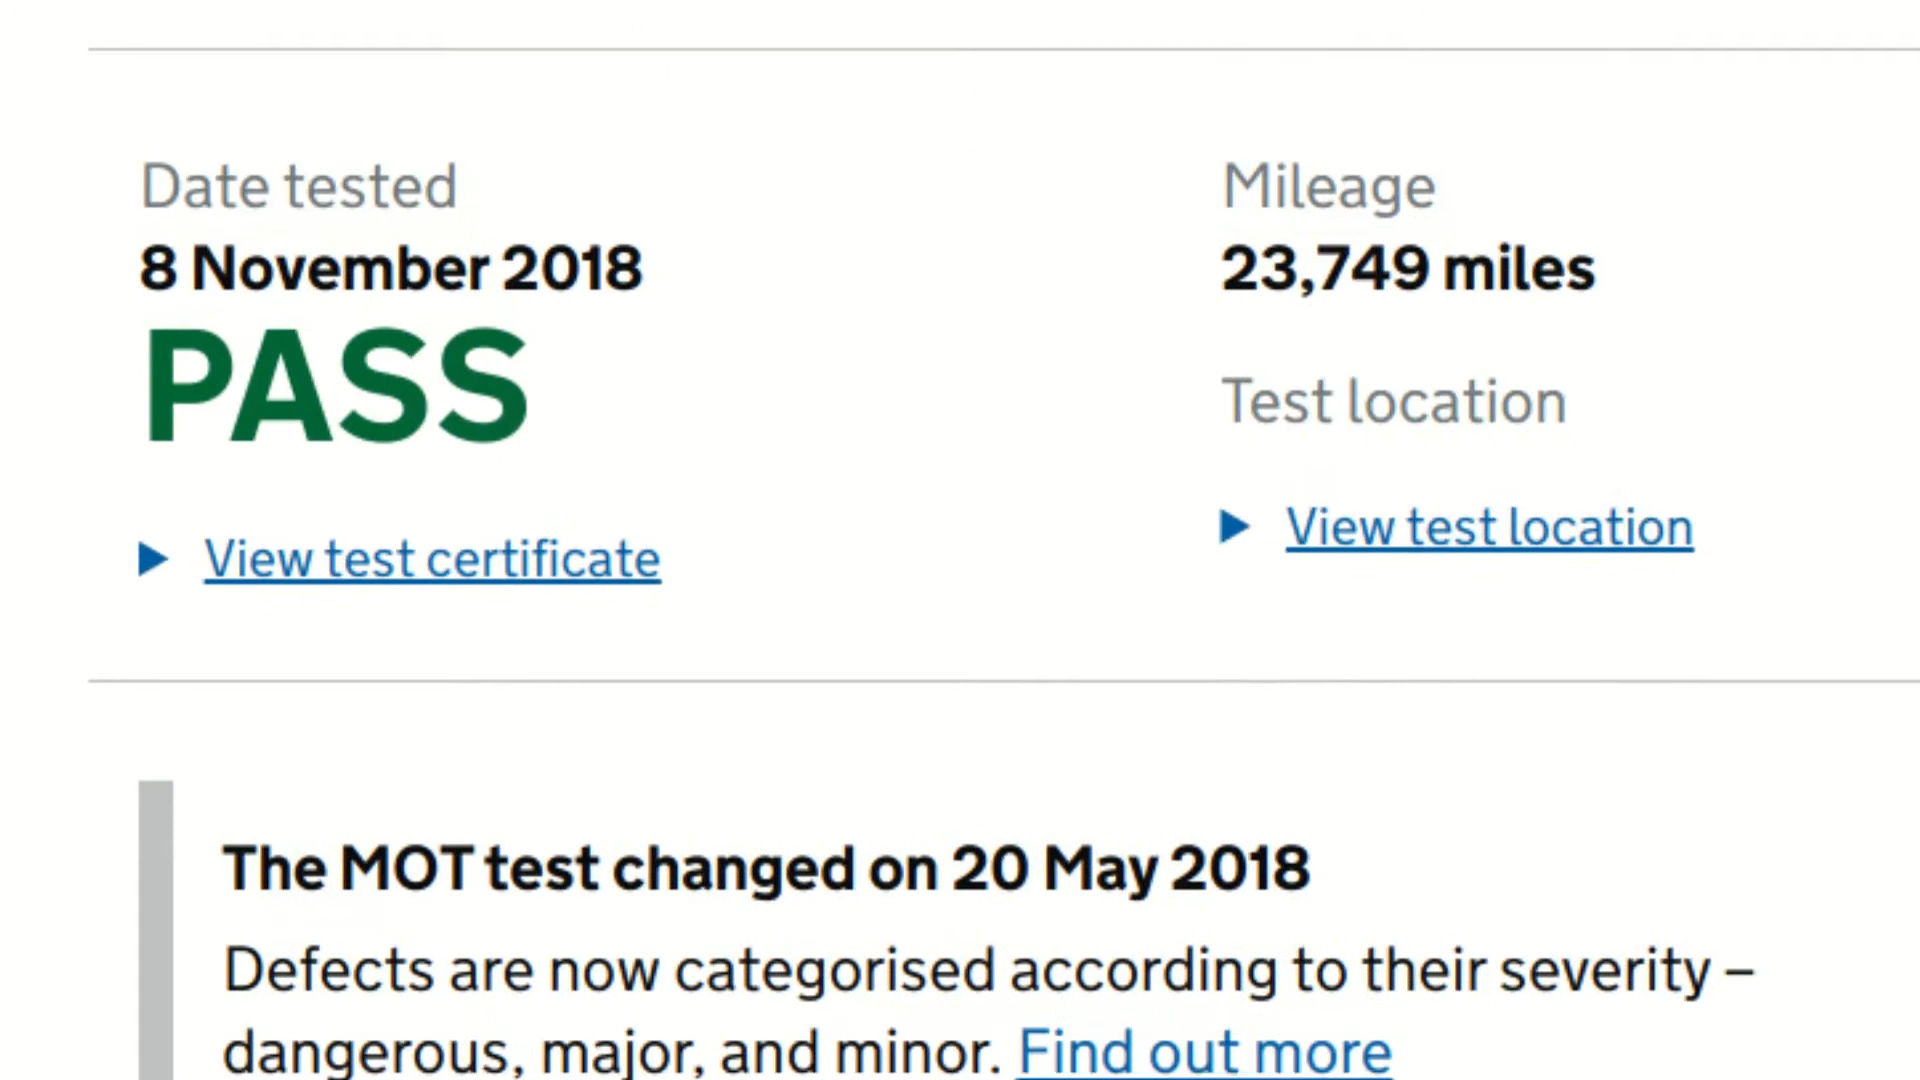 Date tested
8 November 2018
PASS
View test certificate
Mileage
23,749 miles
Test location
View test location
The MOT test changed on 20 May 2018
Defects are now categorised according to their severity –
dangerous, major, and minor. Find out more